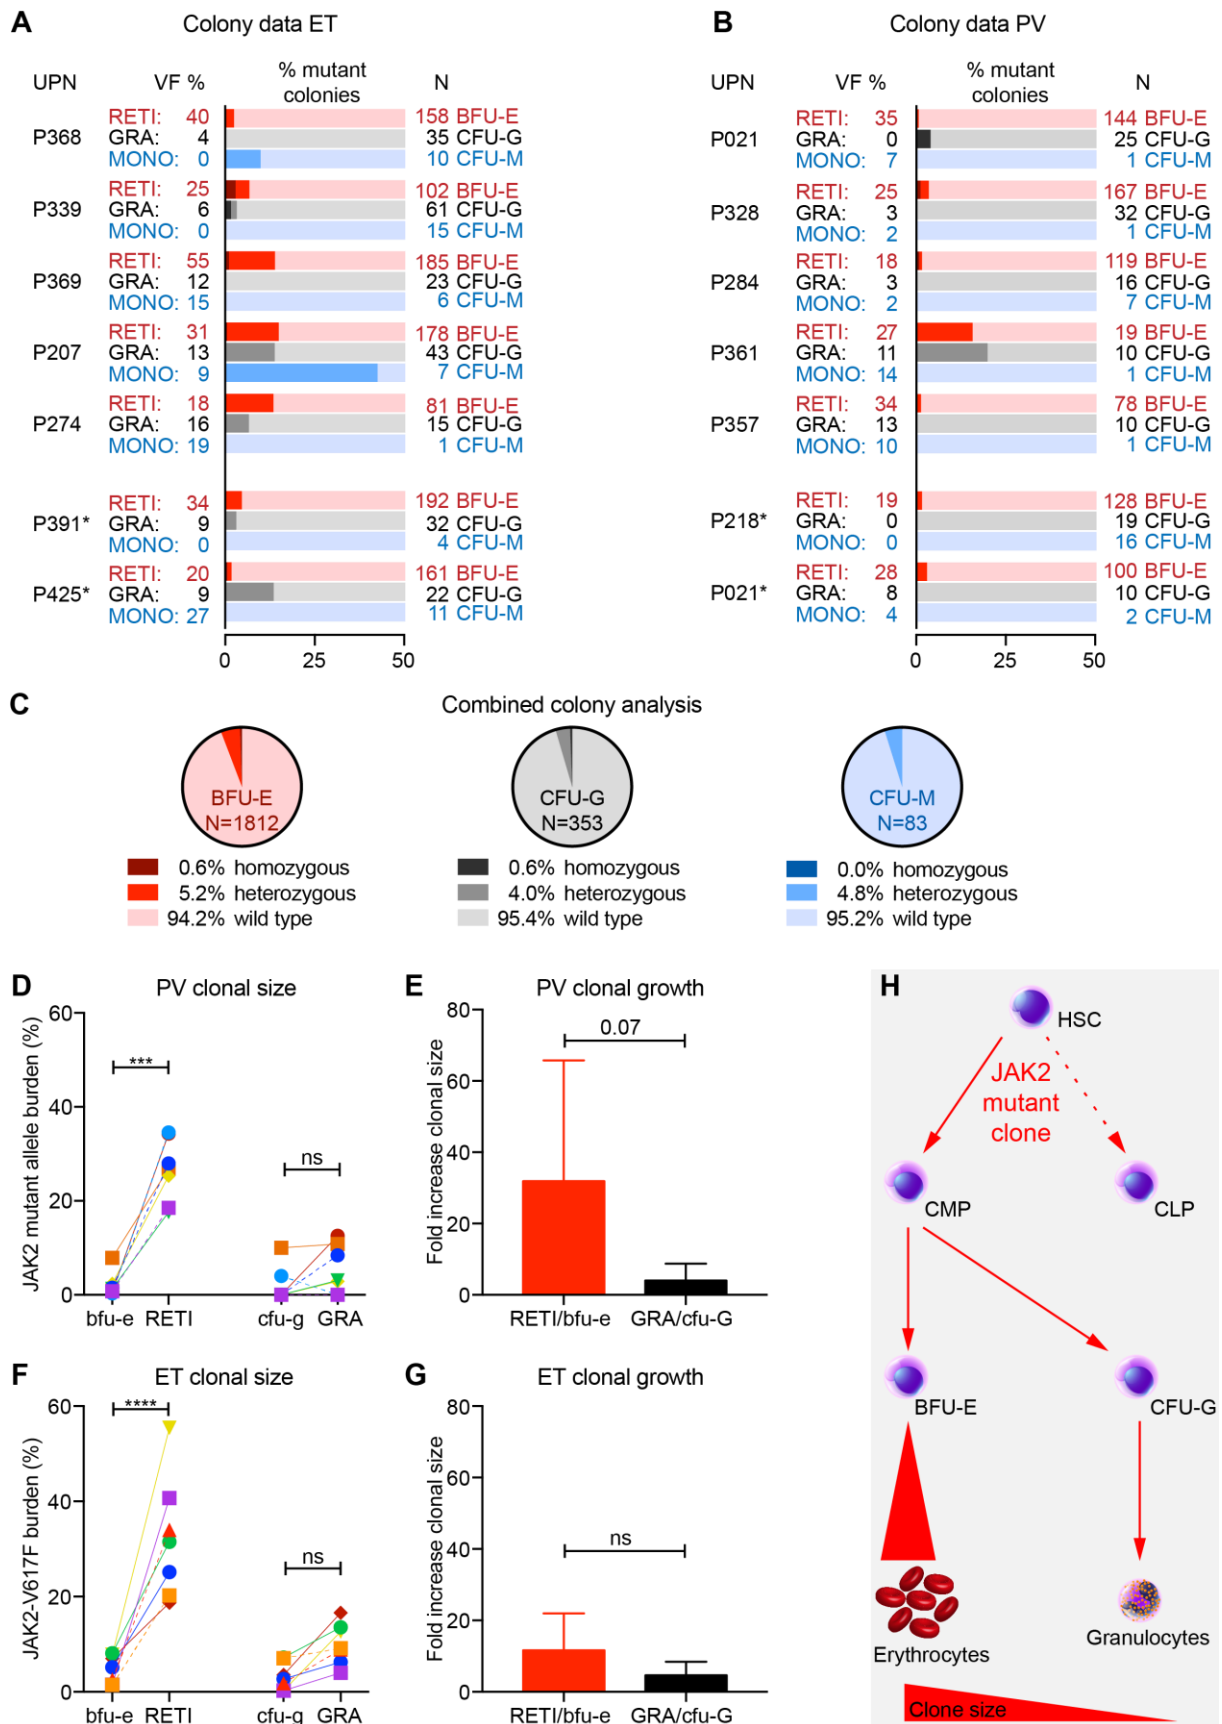 A Colony data ET
UPN VF % % mutant colonies N
RETI: 40 158 BFU-E
P368 GRA: 4 35 CFU-G
MONO: 0 10 CFU-M
RETI: 25 102 BFU-E
P339 GRA: 6 61 CFU-G
MONO: 0 15 CFU-M
RETI: 55 185 BFU-E
P369 GRA: 12 23 CFU-G
MONO: 15 6 CFU-M
RETI: 31 178 BFU-E
P207 GRA: 13 43 CFU-G
MONO: 9 7 CFU-M
RETI: 18 81 BFU-E
P274 GRA: 16 15 CFU-G
MONO: 19 1 CFU-M
RETI: 34 192 BFU-E
P391* GRA: 9 32 CFU-G
MONO: 0 4 CFU-M
RETI: 20 161 BFU-E
P425* GRA: 9 22 CFU-G
MONO: 27 11 CFU-M
0 25 50
B Colony data PV
UPN VF % % mutant colonies N
RETI: 35 144 BFU-E
P021 GRA: 0 25 CFU-G
MONO: 7 1 CFU-M
RETI: 25 167 BFU-E
P328 GRA: 3 32 CFU-G
MONO: 2 1 CFU-M
RETI: 18 119 BFU-E
P284 GRA: 3 16 CFU-G
MONO: 2 7 CFU-M
RETI: 27 19 BFU-E
P361 GRA: 11 10 CFU-G
MONO: 14 1 CFU-M
RETI: 34 78 BFU-E
P357 GRA: 13 10 CFU-G
MONO: 10 1 CFU-M
RETI: 19 128 BFU-E
P218* GRA: 0 19 CFU-G
MONO: 0 16 CFU-M
RETI: 28 100 BFU-E
P021* GRA: 8 10 CFU-G
MONO: 4 2 CFU-M
0 25 50
C Combined colony analysis
BFU-E
N=1812
0.6% homozygous
5.2% heterozygous
94.2% wild type
CFU-G
N=353
0.6% homozygous
4.0% heterozygous
95.4% wild type
CFU-M
N=83
0.0% homozygous
4.8% heterozygous
95.2% wild type
D PV clonal size
JAK2 mutant allele burden (%)
60
40
20
0
***
ns
bfu-e RETI cfu-g GRA
E PV clonal growth
Fold increase clonal size
80
60
40
20
0
0.07
RETI/bfu-e GRA/cfu-G
F ET clonal size
JAK2-V617F burden (%)
60
40
20
0
****
ns
bfu-e RETI cfu-g GRA
G ET clonal growth
Fold increase clonal size
80
60
40
20
0
ns
RETI/bfu-e GRA/cfu-G
H
HSC
JAK2
mutant
clone
CMP CLP
BFU-E CFU-G
Erythrocytes Granulocytes
Clone size